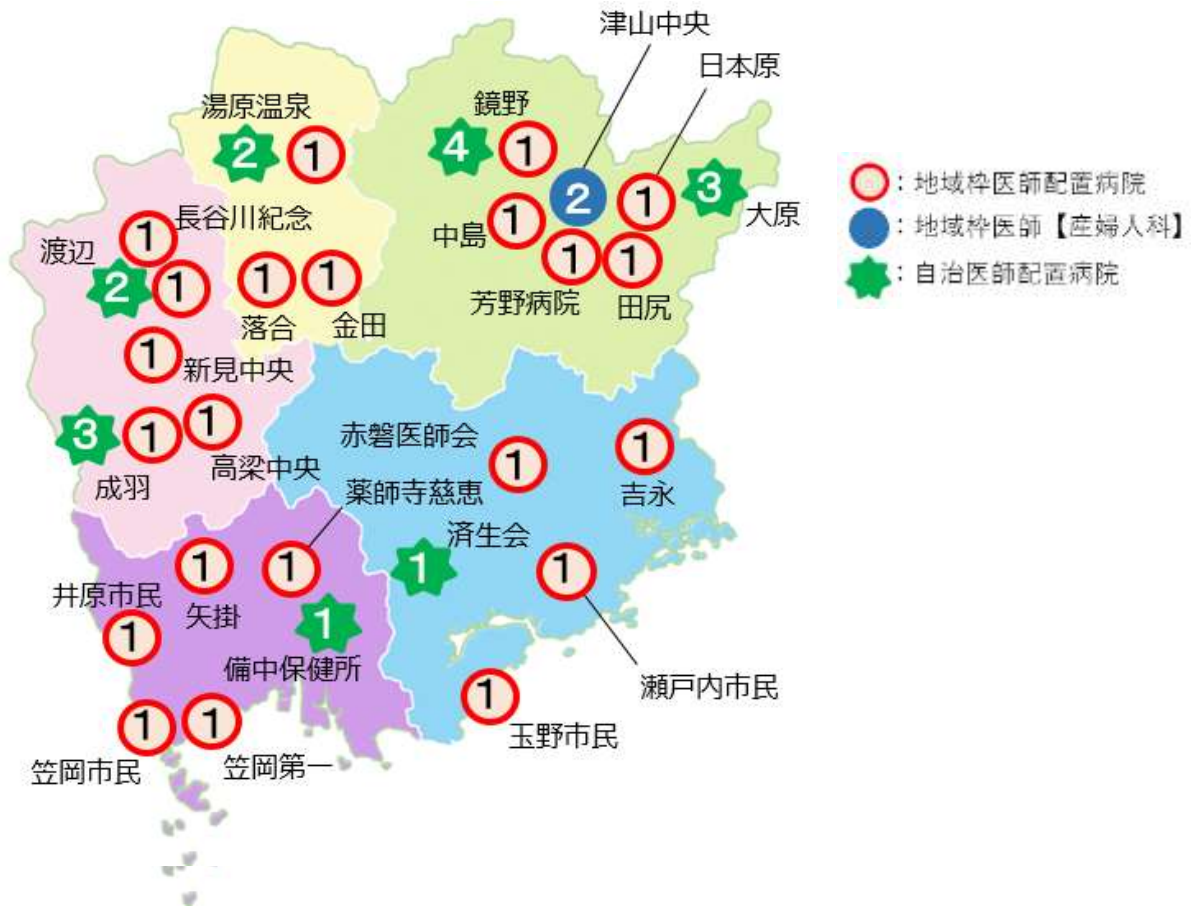 津山中央
日本原
湯原温泉
2
1
鏡野
4
1
2
1
3
大原
中島
1
1
1
芳野病院
田尻
長谷川紀念
1
渡辺
2
1
1
1
落合
金田
1
新見中央
3
1
1
成羽
高梁中央
赤磐医師会
1
1
吉永
薬師寺慈恵
済生会
1
1
1
1
井原市民
1
矢掛
1
備中保健所
瀬戸内市民
1
玉野市民
1
1
笠岡市民
笠岡第一
：地域枠医師配置病院
：地域枠医師【産婦人科】
：自治医師配置病院